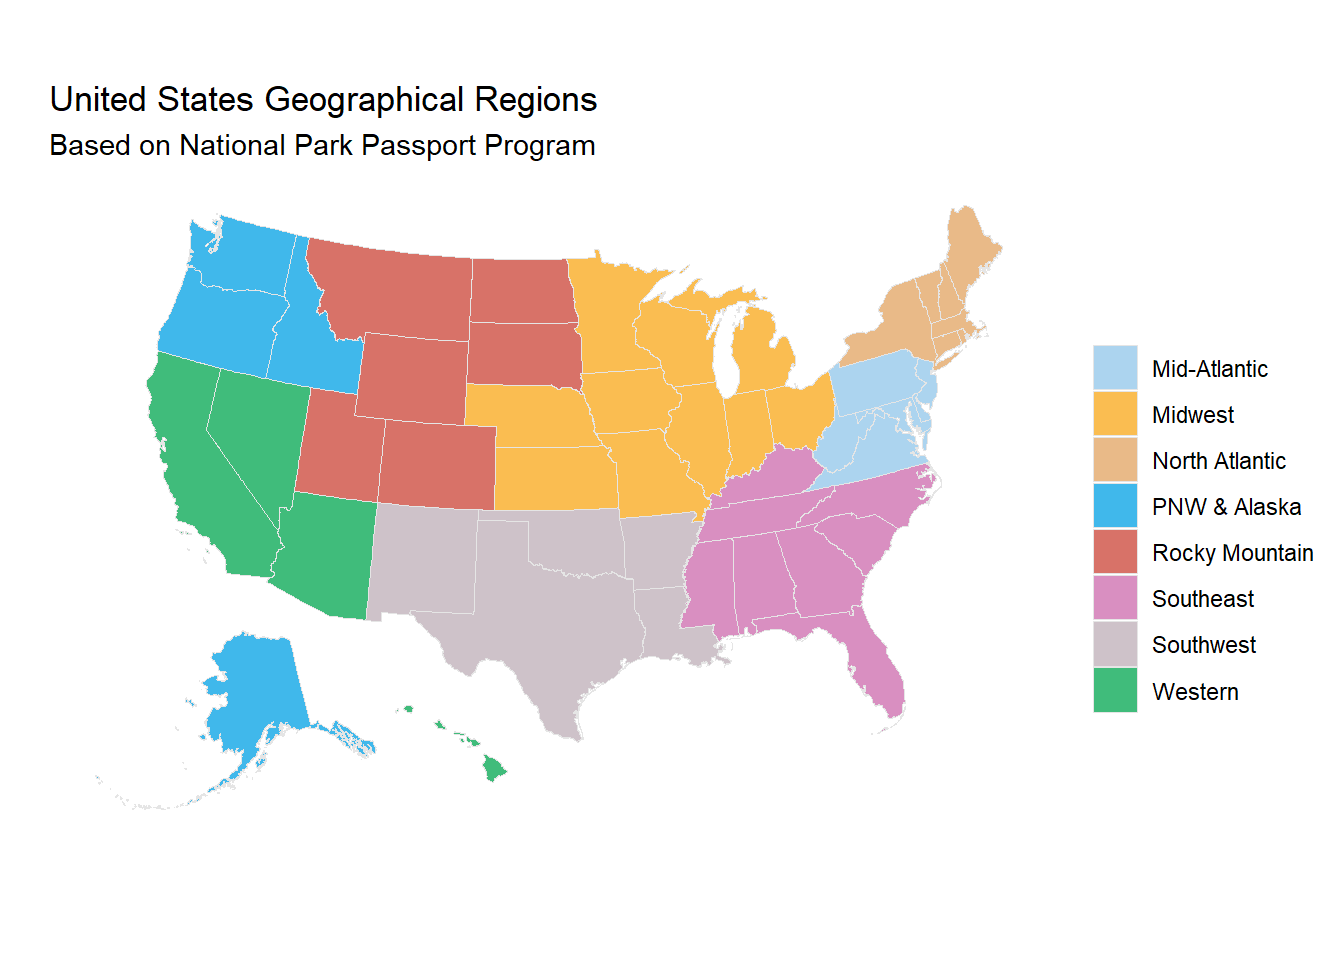 United States Geographical Regions
Based on National Park Passport Program
Mid-Atlantic
Midwest
North Atlantic
PNW & Alaska
Rocky Mountain
Southeast
Southwest
Western